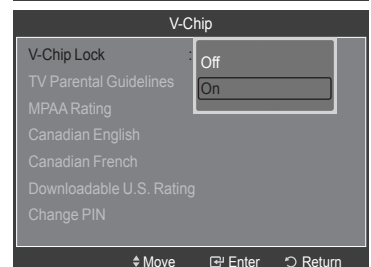 V-Chip
V-Chip Lock : Off
On
TV Parental Guidelines
MPAA Rating
Canadian English
Canadian French
Downloadable U.S. Rating
Change PIN
Move Enter Return